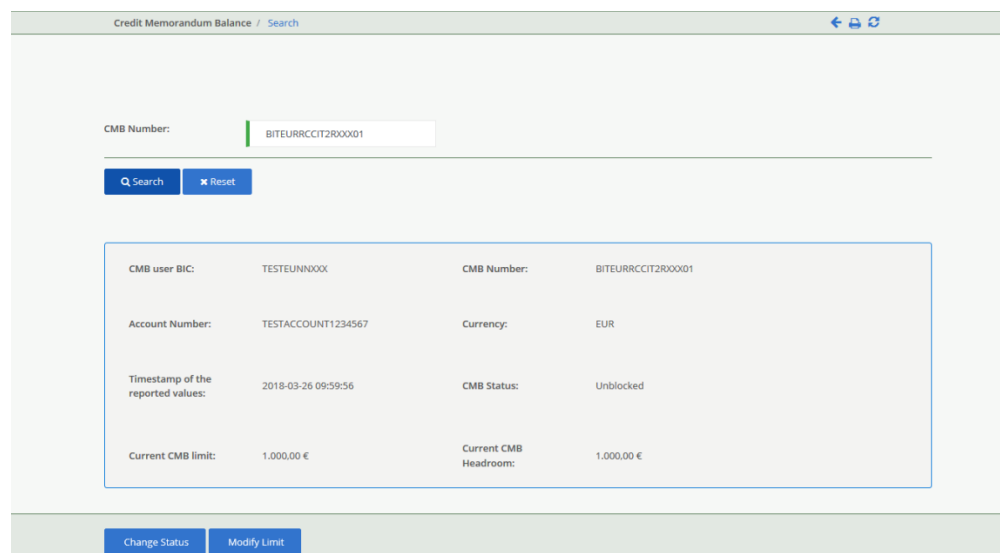 Credit Memorandum Balance / Search
CMB Number: BITEURRCCIT2RXXX01
Search Reset
CMB user BIC: TESTEUNNXXX CMB Number: BITEURRCCIT2RXXX01
Account Number: TESTACCOUNT1234567 Currency: EUR
Timestamp of the
reported values: 2018-03-26 09:59:56 CMB Status: Unblocked
Current CMB limit: 1.000,00 € Current CMB
Headroom: 1.000,00 €
Change Status Modify Limit